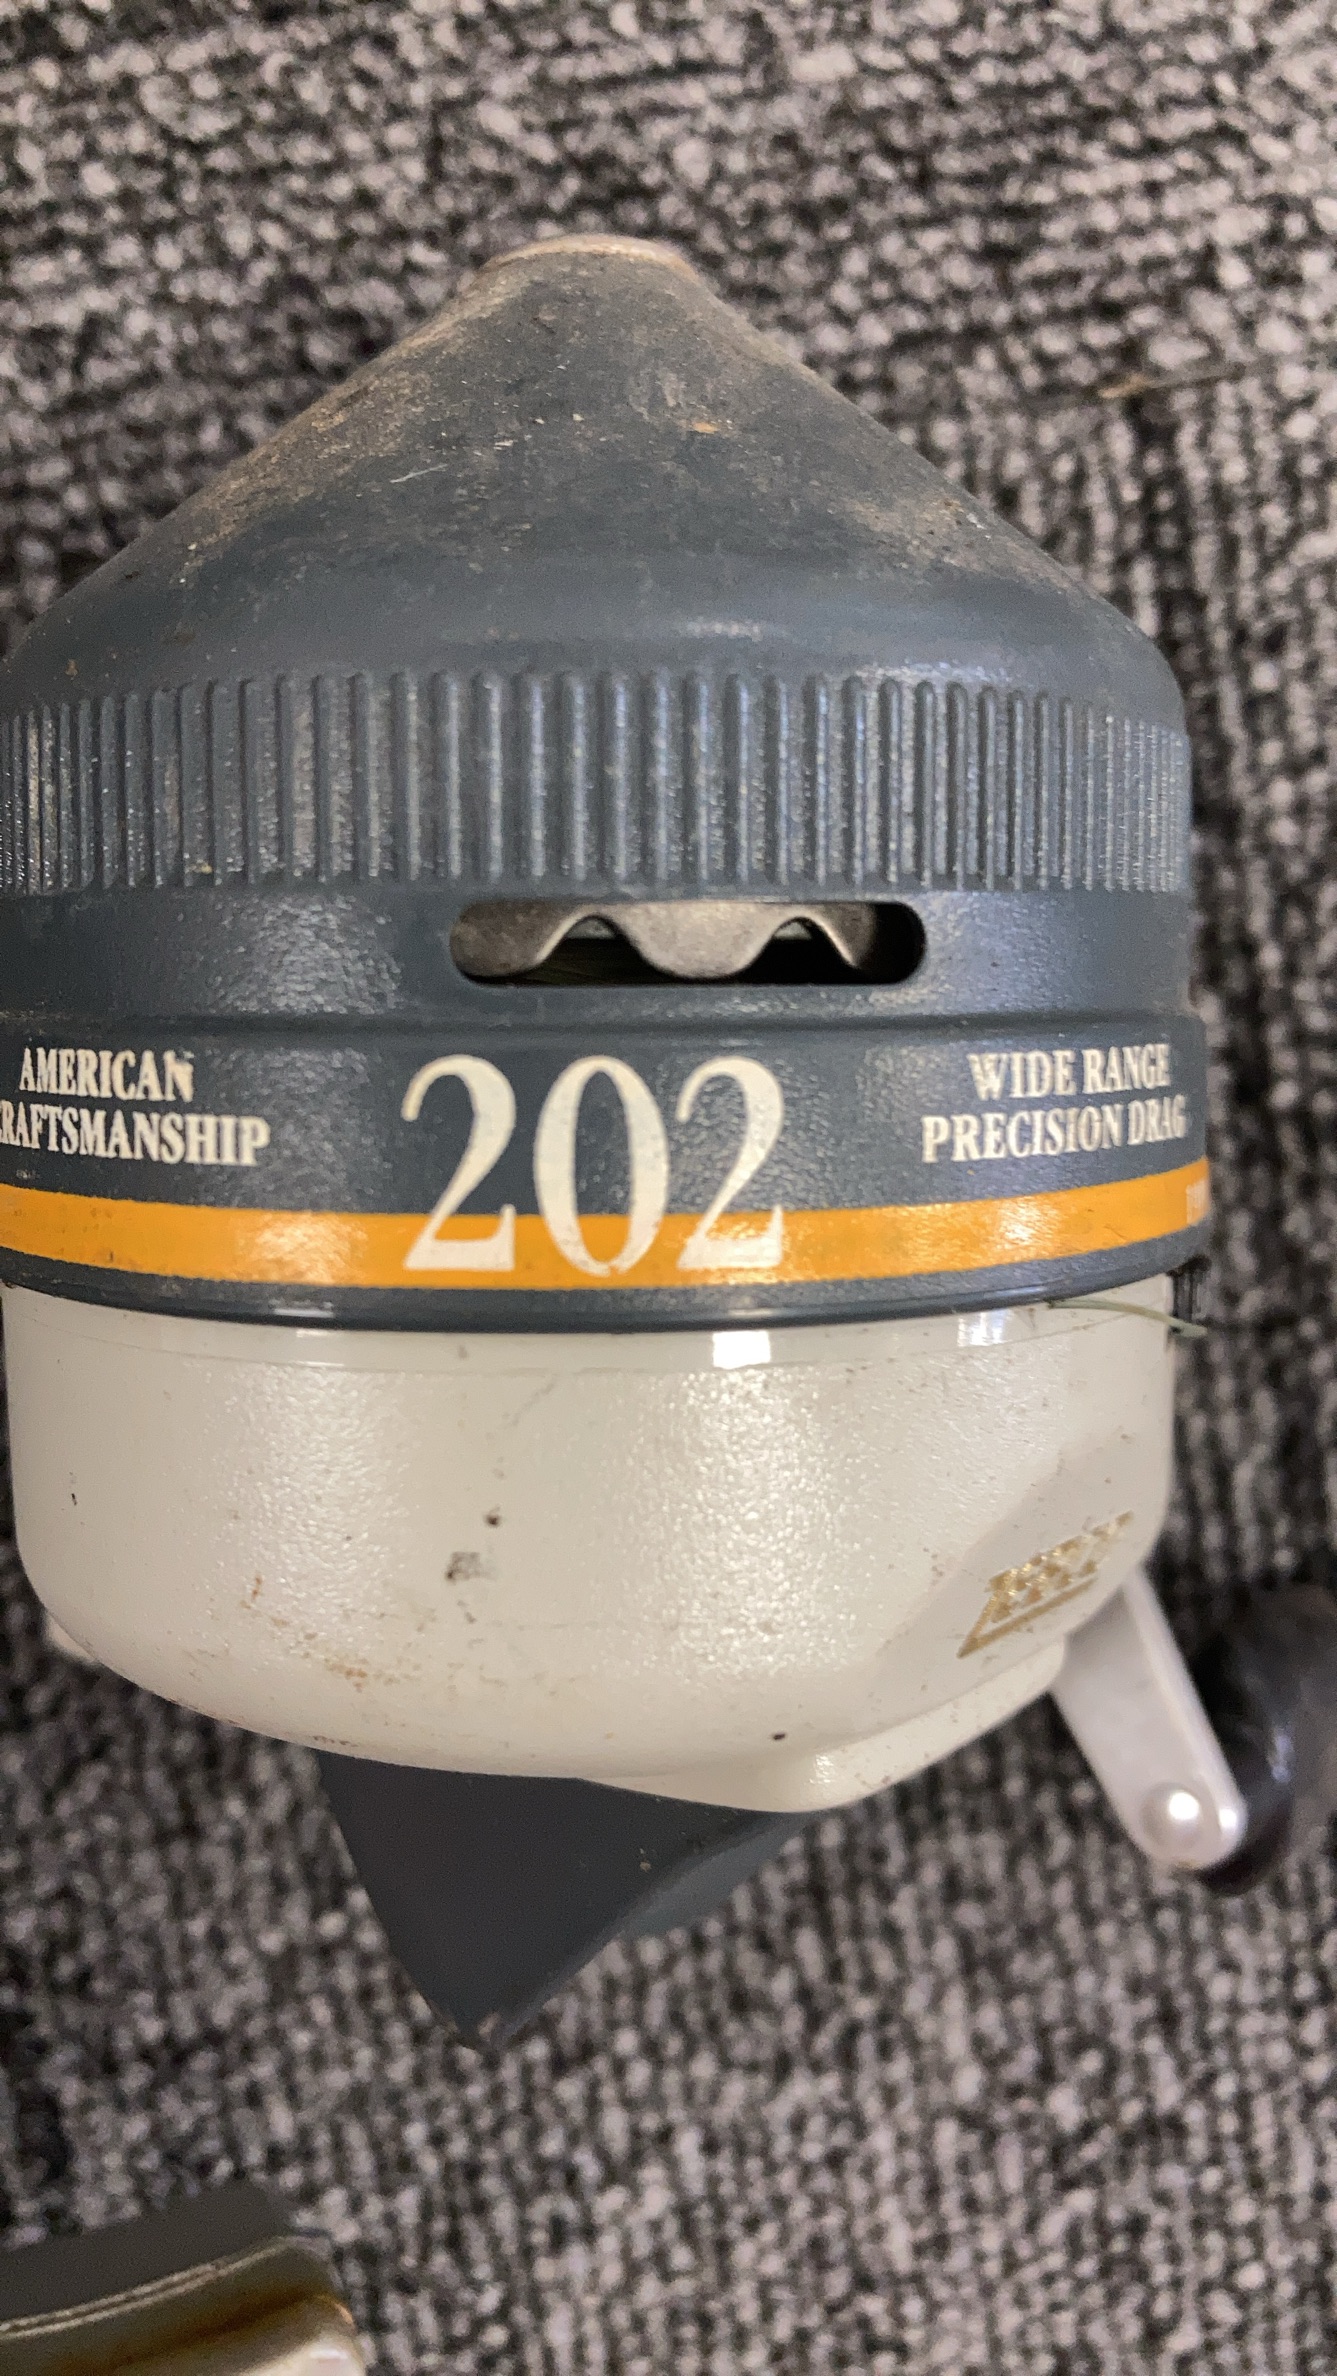 AMERICAN
RAFTSMANSHIP
202
WIDE RANGE
PRECISION DRAG